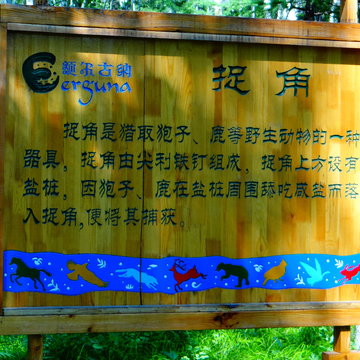 额尔古纳
erguna
捉角
捉角是猎取狍子、鹿等野生动物的一种
器具，捉角由尖利铁钉组成，捉角上方设有
盐桩，因狍子、鹿在盐桩周围舔吃咸盐而落
入捉角，便将其捕获。